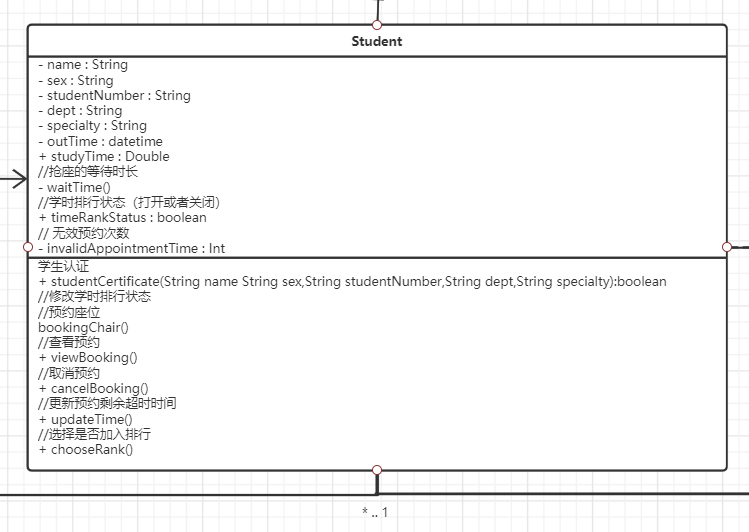 Student
- name : String
- sex : String
- studentNumber : String
- dept : String
- specialty : String
- outTime : datetime
+ studyTime : Double
//抢座的等待时长
- waitTime()
//学时排行状态（打开或者关闭）
+ timeRankStatus : boolean
// 无效预约次数
- invalidAppointmentTime : Int
学生认证
+ studentCertificate(String name String sex,String studentNumber,String dept,String specialty):boolean
//修改学时排行状态
//预约座位
bookingChair()
//查看预约
+ viewBooking()
//取消预约
+ cancelBooking()
//更新预约剩余超时时间
+ updateTime()
//选择是否加入排行
+ chooseRank()
* .. 1